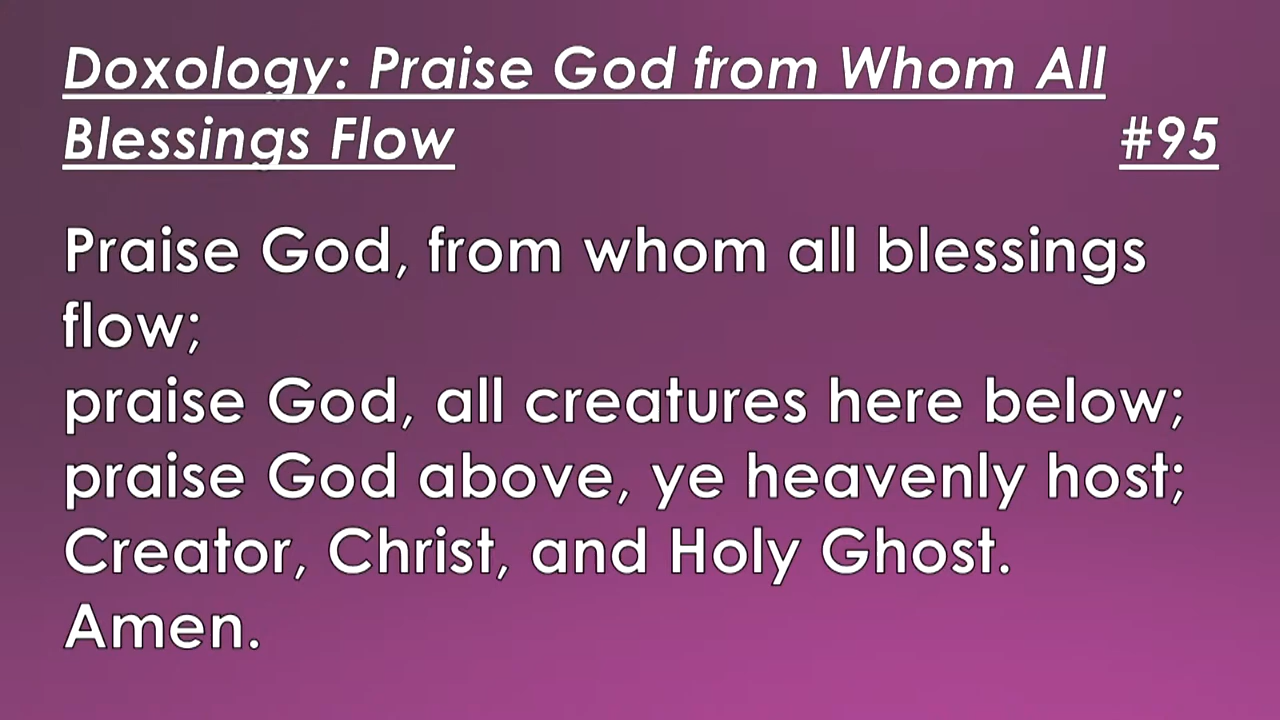 Doxology: Praise God from Whom All
Blessings Flow #95
Praise God, from whom all blessings
flow;
praise God, all creatures here below;
praise God above, ye heavenly host;
Creator, Christ, and Holy Ghost.
Amen.